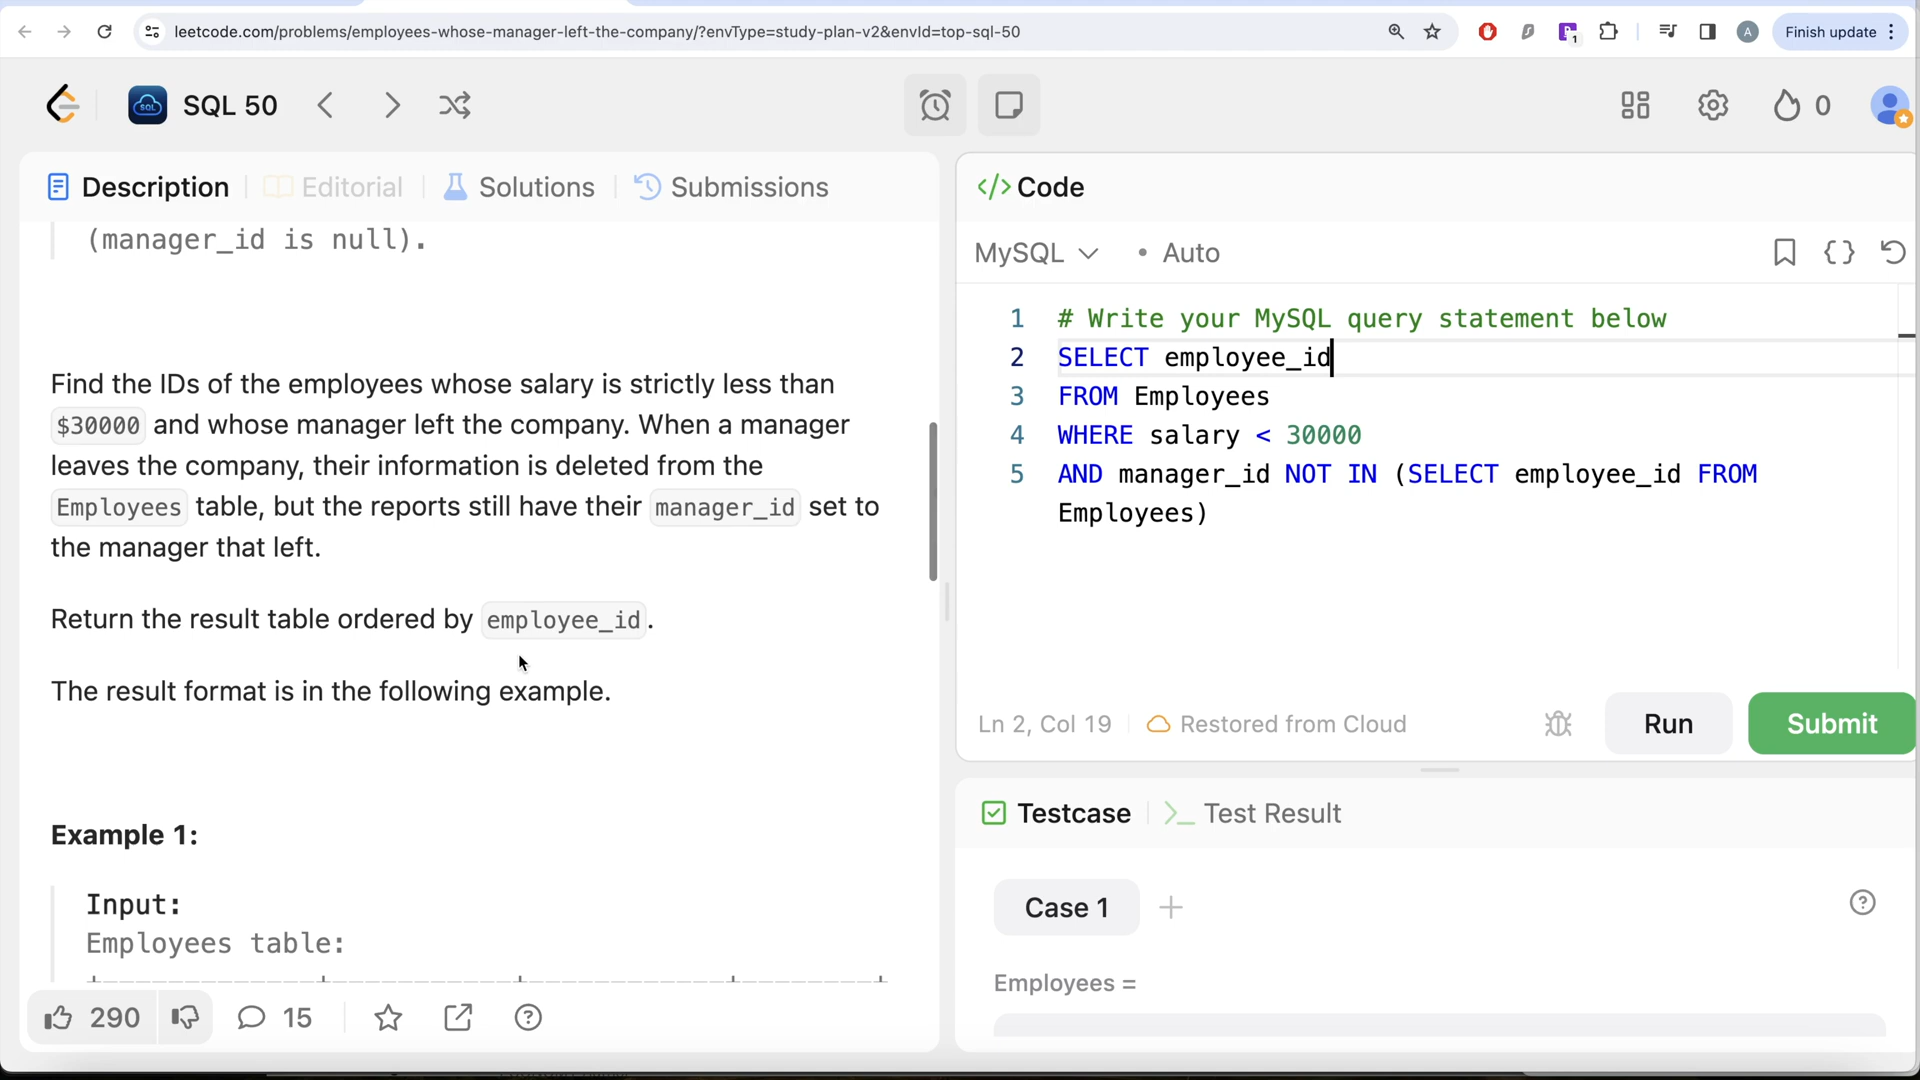 leetcode.com/problems/employees-whose-manager-left-the-company/?envType=study-plan-v2&envId=top-sql-50
1
A
Finish update
SQL
SQL 50
0
Description
Editorial
Solutions
Submissions
(manager_id is null).
Find the IDs of the employees whose salary is strictly less than
$30000 and whose manager left the company. When a manager
leaves the company, their information is deleted from the
Employees table, but the reports still have their manager_id set to
the manager that left.
Return the result table ordered by employee_id.
The result format is in the following example.
Example 1:
Input:
Employees table:
290
15
</> Code
MySQL
• Auto
1 # Write your MySQL query statement below
2 SELECT employee_id
3 FROM Employees
4 WHERE salary < 30000
5 AND manager_id NOT IN (SELECT employee_id FROM
Employees)
Ln 2, Col 19
Restored from Cloud
Run
Submit
Testcase
Test Result
Case 1
Employees =